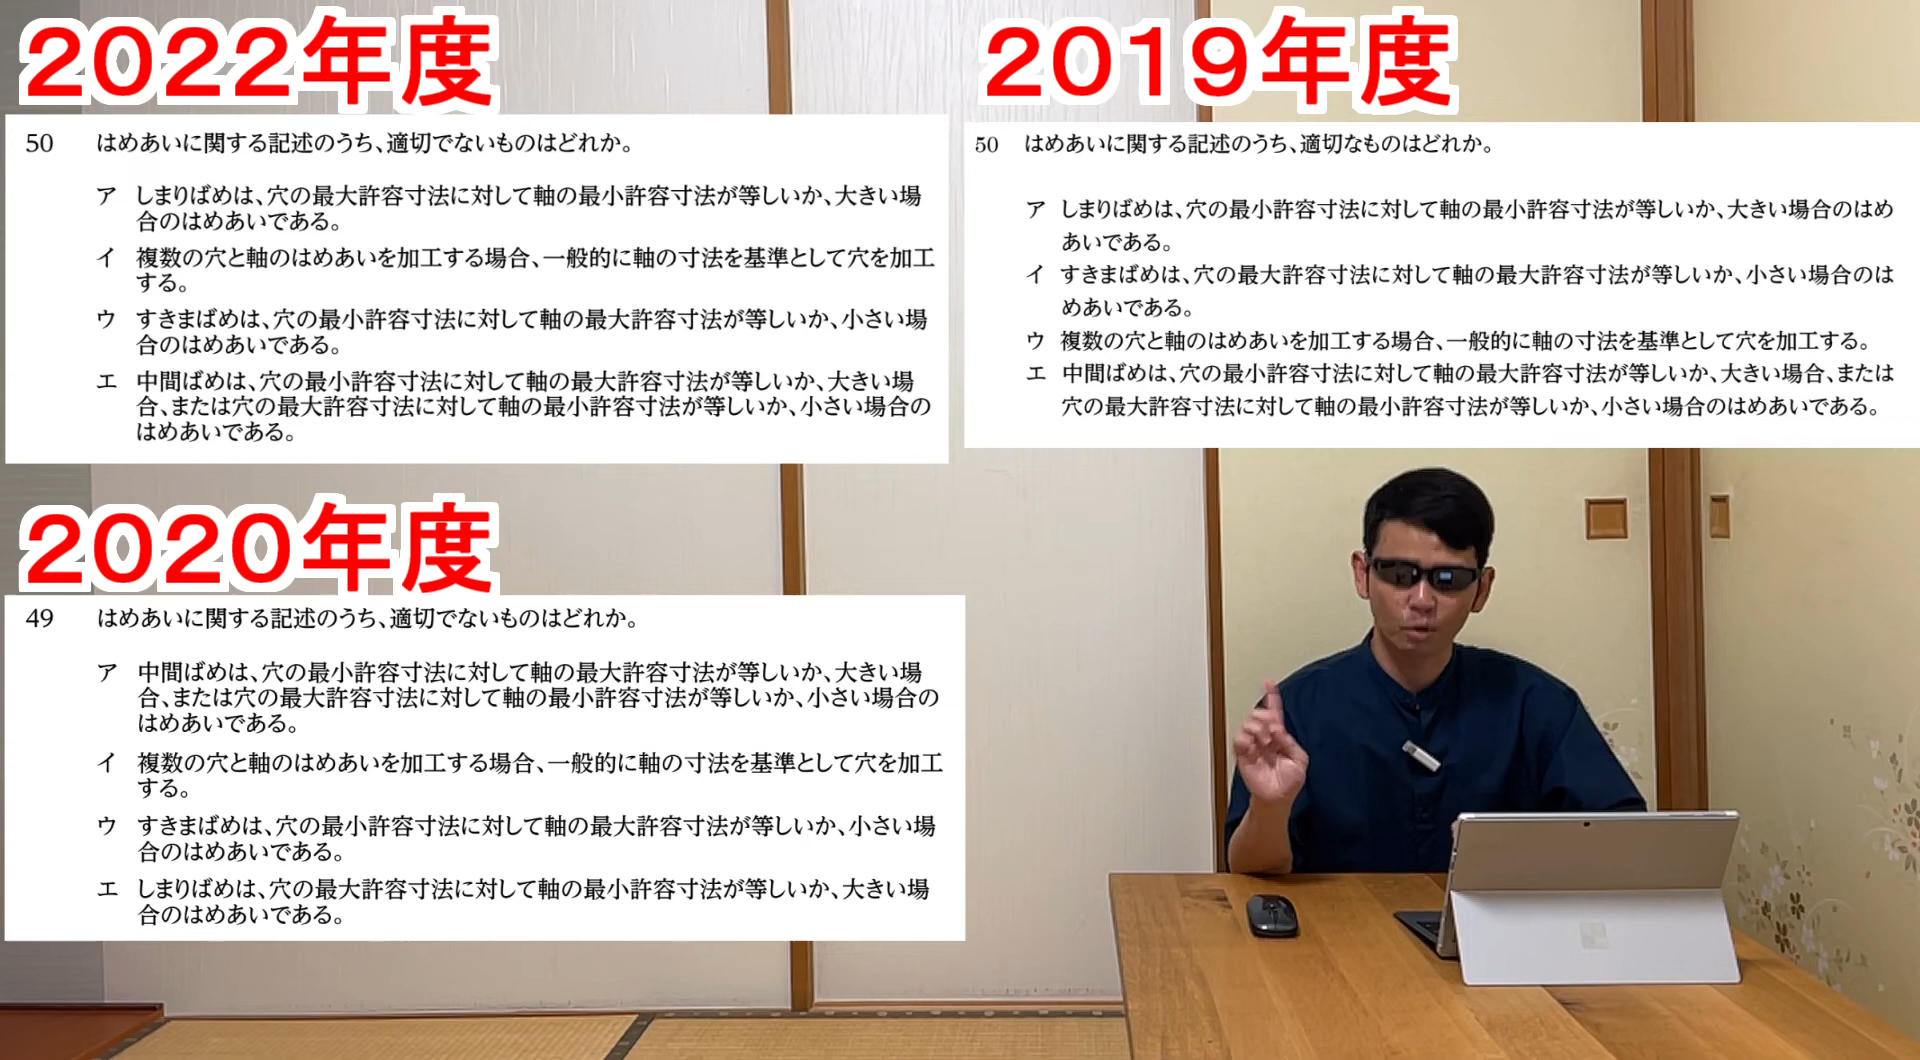 2022年度
50 はめあいに関する記述のうち、適切でないものはどれか。
ア しまりばめは、穴の最大許容寸法に対して軸の最小許容寸法が等しいか、大きい場
合のはめあいである。
イ 複数の穴と軸のはめあいを加工する場合、一般的に軸の寸法を基準として穴を加工
する。
ウ すきまばめは、穴の最小許容寸法に対して軸の最大許容寸法が等しいか、小さい場
合のはめあいである。
エ 中間ばめは、穴の最小許容寸法に対して軸の最大許容寸法が等しいか、大きい場
合、または穴の最大許容寸法に対して軸の最小許容寸法が等しいか、小さい場合の
はめあいである。
2019年度
50 はめあいに関する記述のうち、適切なものはどれか。
ア しまりばめは、穴の最小許容寸法に対して軸の最小許容寸法が等しいか、大きい場合のはめ
あいである。
イ すきまばめは、穴の最大許容寸法に対して軸の最大許容寸法が等しいか、小さい場合のは
めあいである。
ウ 複数の穴と軸のはめあいを加工する場合、一般的に軸の寸法を基準として穴を加工する。
エ 中間ばめは、穴の最小許容寸法に対して軸の最大許容寸法が等しいか、大きい場合、または
穴の最大許容寸法に対して軸の最小許容寸法が等しいか、小さい場合のはめあいである。
2020年度
49 はめあいに関する記述のうち、適切でないものはどれか。
ア 中間ばめは、穴の最小許容寸法に対して軸の最大許容寸法が等しいか、大きい場
合、または穴の最大許容寸法に対して軸の最小許容寸法が等しいか、小さい場合の
はめあいである。
イ 複数の穴と軸のはめあいを加工する場合、一般的に軸の寸法を基準として穴を加工
する。
ウ すきまばめは、穴の最小許容寸法に対して軸の最大許容寸法が等しいか、小さい場
合のはめあいである。
エ しまりばめは、穴の最大許容寸法に対して軸の最小許容寸法が等しいか、大きい場
合のはめあいである。